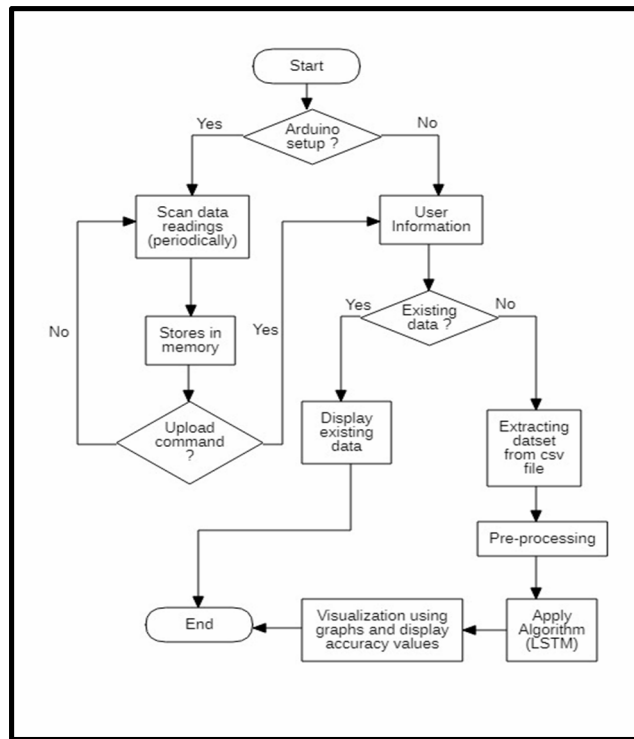 Start
Yes
Arduino
setup ?
No
Scan data
readings
(periodically)
User
Information
No
Stores in
memory
Yes
Yes
Existing
data ?
No
Upload
command
?
Display
existing
data
Extracting
datset
from csv
file
Pre-processing
End
Visualization using
graphs and display
accuracy values
Apply
Algorithm
(LSTM)